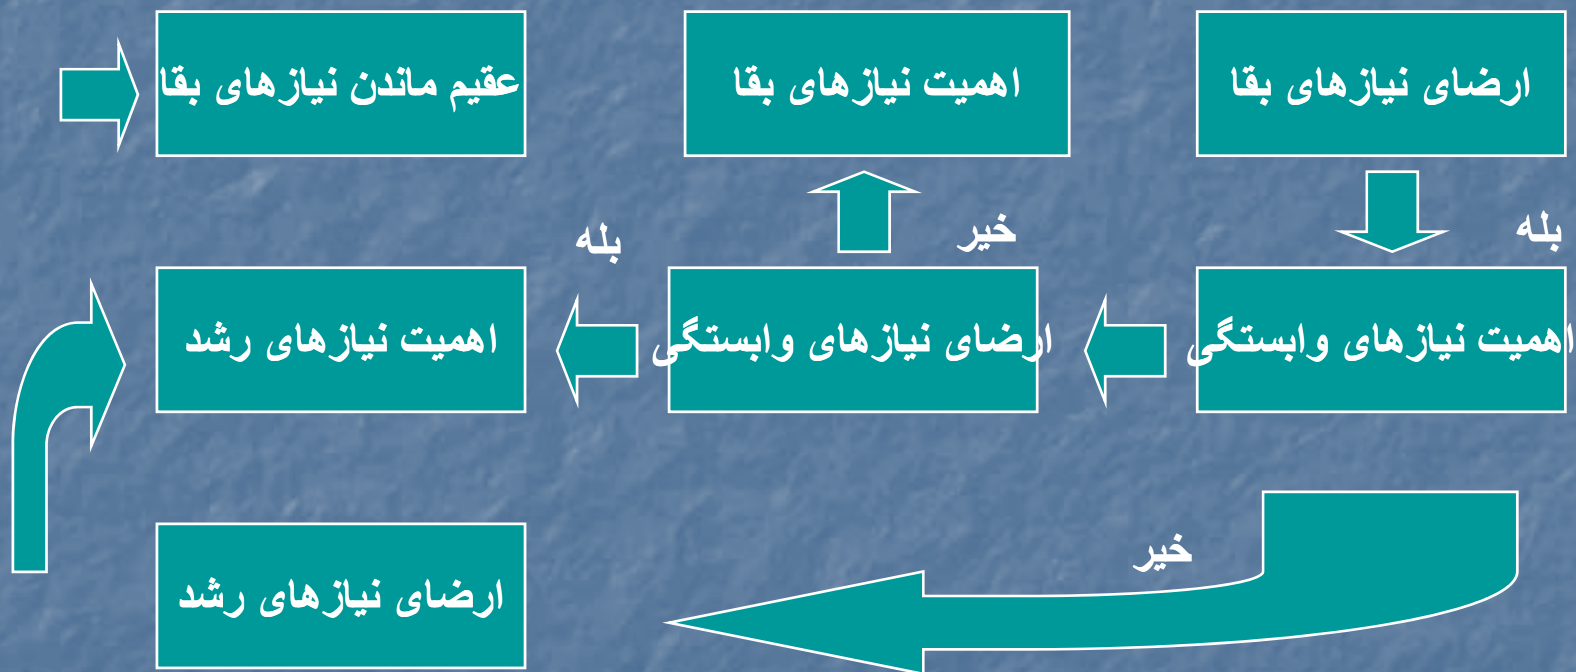 ارضای نیازهای بقا
اهمیت نیازهای بقا
عقیم ماندن نیازهای بقا
بله
خیر
بله
اهمیت نیازهای وابستگی
ارضای نیازهای وابستگی
اهمیت نیازهای رشد
خیر
ارضای نیازهای رشد